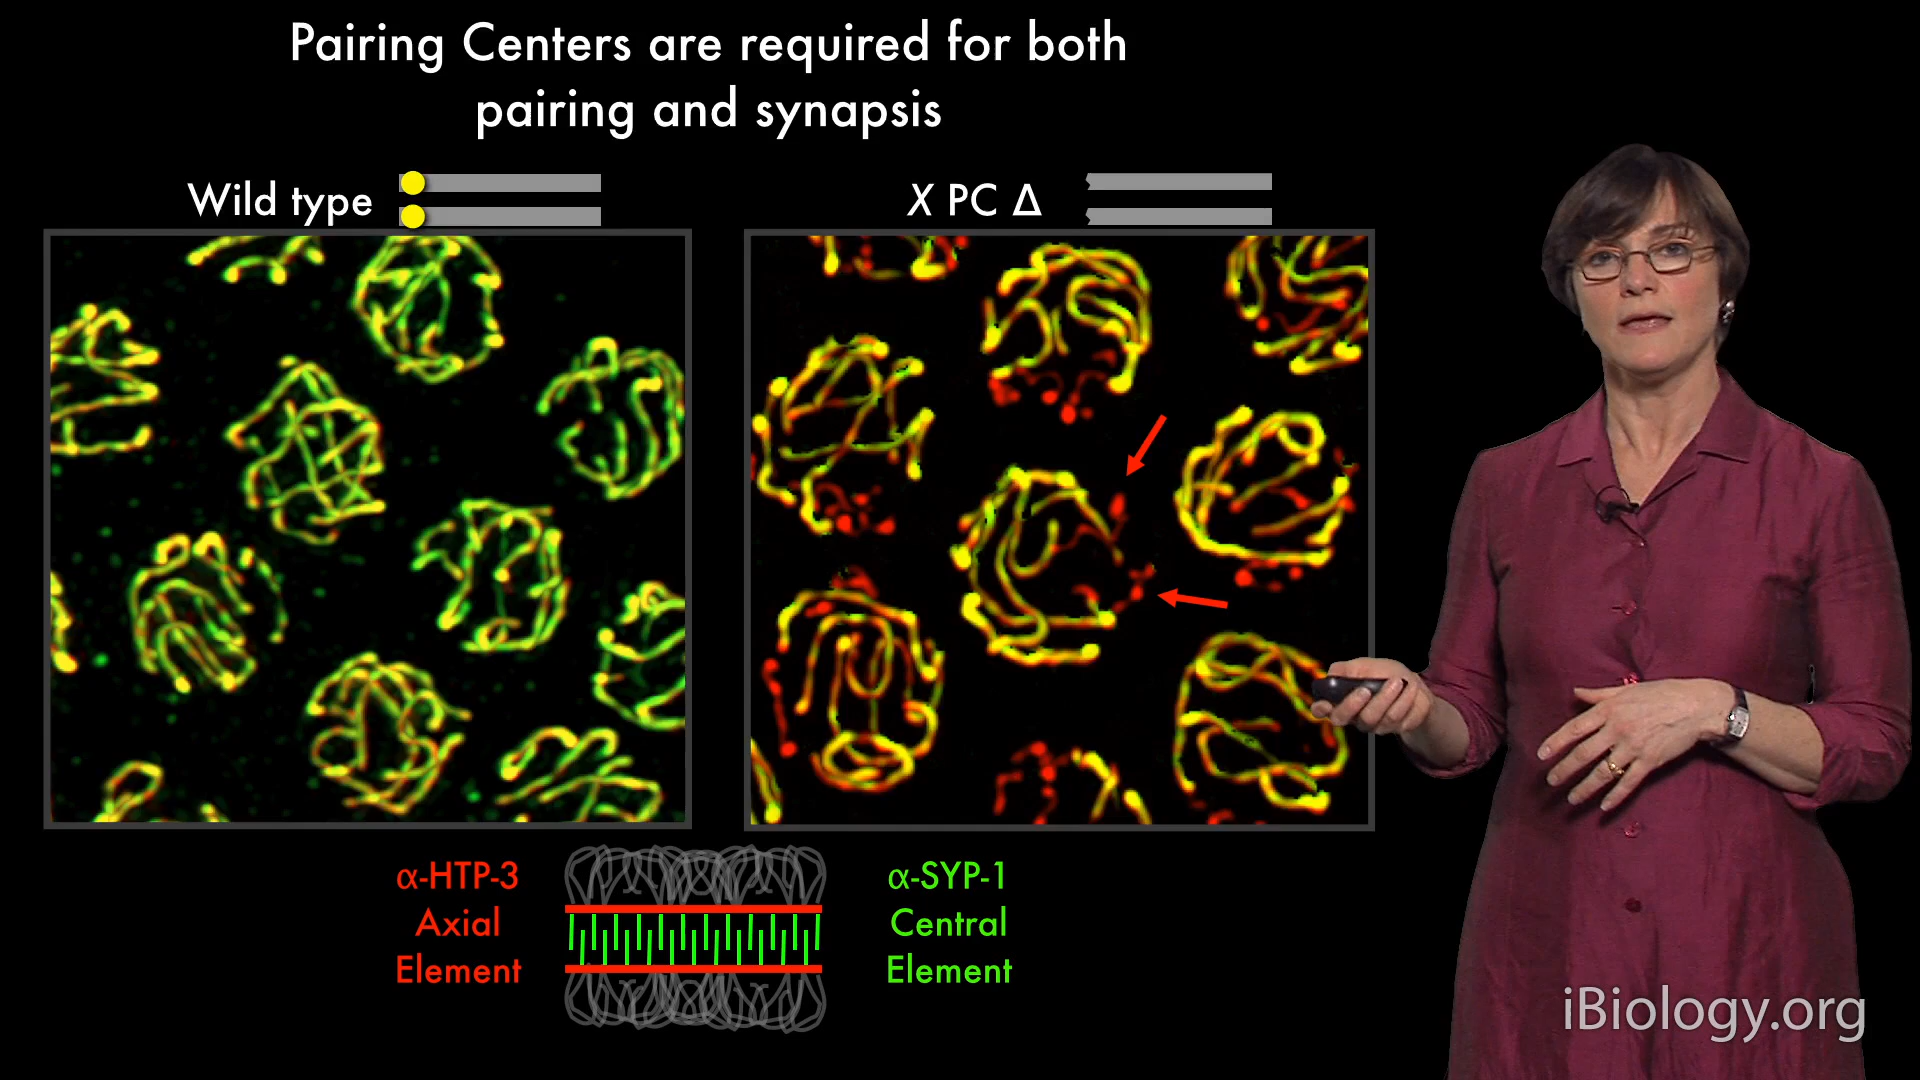 Pairing Centers are required for both
pairing and synapsis
Wild type
X PC Δ
α-HTP-3
Axial
Element
α-SYP-1
Central
Element
iBiology.org